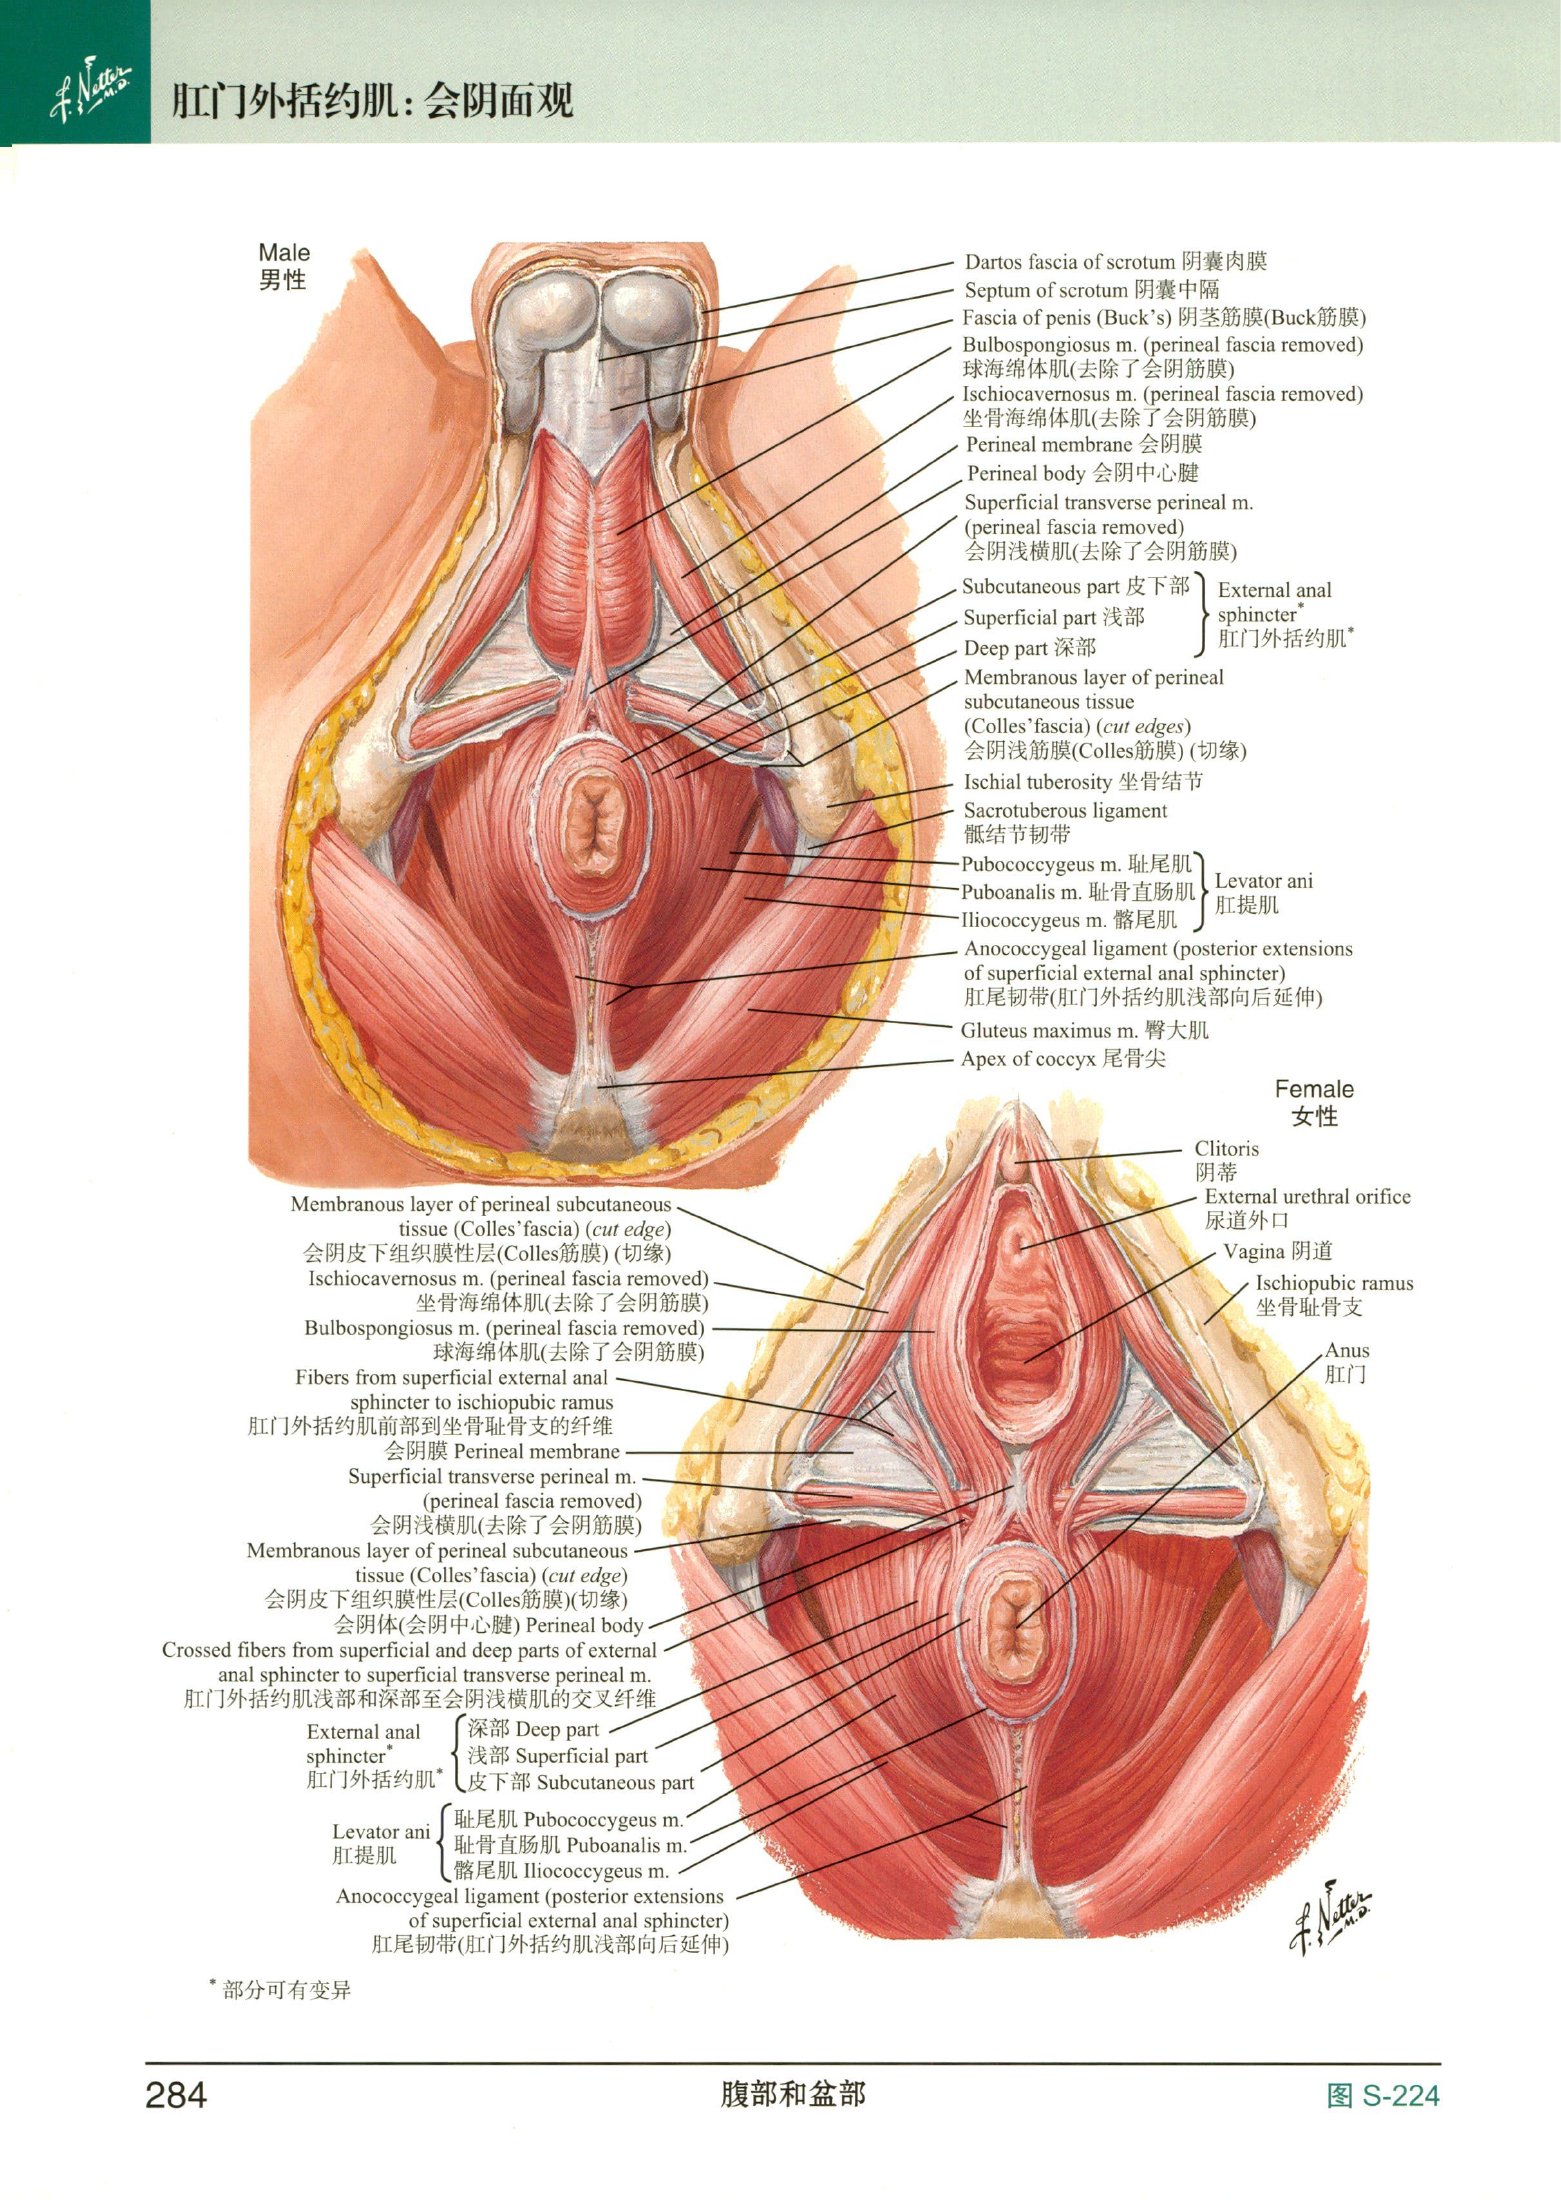 F. Netter M.D.
肛门外括约肌：会阴面观
Male
男性
Dartos fascia of scrotum 阴囊肉膜
Septum of scrotum 阴囊中隔
Fascia of penis (Buck's) 阴茎筋膜(Buck筋膜)
Bulbospongiosus m. (perineal fascia removed)
球海绵体肌(去除了会阴筋膜)
Ischiocavernosus m. (perineal fascia removed)
坐骨海绵体肌(去除了会阴筋膜)
Perineal membrane 会阴膜
Perineal body 会阴中心腱
Superficial transverse perineal m.
(perineal fascia removed)
会阴浅横肌(去除了会阴筋膜)
Subcutaneous part 皮下部
Superficial part 浅部
Deep part 深部
External anal
sphincter*
肛门外括约肌*
Membranous layer of perineal
subcutaneous tissue
(Colles'fascia) (cut edges)
会阴浅筋膜(Colles筋膜) (切缘)
Ischial tuberosity 坐骨结节
Sacrotuberous ligament
骶结节韧带
Pubococcygeus m. 耻尾肌
Puboanalis m. 耻骨直肠肌
Iliococcygeus m. 髂尾肌
Levator ani
肛提肌
Anococcygeal ligament (posterior extensions
of superficial external anal sphincter)
肛尾韧带(肛门外括约肌浅部向后延伸)
Gluteus maximus m. 臀大肌
Apex of coccyx 尾骨尖
Female
女性
Clitoris
阴蒂
External urethral orifice
尿道外口
Vagina 阴道
Ischiopubic ramus
坐骨耻骨支
Anus
肛门
Membranous layer of perineal subcutaneous
tissue (Colles'fascia) (cut edge)
会阴皮下组织膜性层(Colles筋膜) (切缘)
Ischiocavernosus m. (perineal fascia removed)
坐骨海绵体肌(去除了会阴筋膜)
Bulbospongiosus m. (perineal fascia removed)
球海绵体肌(去除了会阴筋膜)
Fibers from superficial external anal
sphincter to ischiopubic ramus
肛门外括约肌前部到坐骨耻骨支的纤维
会阴膜 Perineal membrane
Superficial transverse perineal m.
(perineal fascia removed)
会阴浅横肌(去除了会阴筋膜)
Membranous layer of perineal subcutaneous
tissue (Colles'fascia) (cut edge)
会阴皮下组织膜性层(Colles筋膜)(切缘)
会阴体(会阴中心腱) Perineal body
Crossed fibers from superficial and deep parts of external
anal sphincter to superficial transverse perineal m.
肛门外括约肌浅部和深部至会阴浅横肌的交叉纤维
External anal
sphincter*
肛门外括约肌*
深部 Deep part
浅部 Superficial part
皮下部 Subcutaneous part
Levator ani
肛提肌
耻尾肌 Pubococcygeus m.
耻骨直肠肌 Puboanalis m.
髂尾肌 Iliococcygeus m.
Anococcygeal ligament (posterior extensions
of superficial external anal sphincter)
肛尾韧带(肛门外括约肌浅部向后延伸)
F. Netter M.D.
* 部分可有变异
284
腹部和盆部
图 S-224